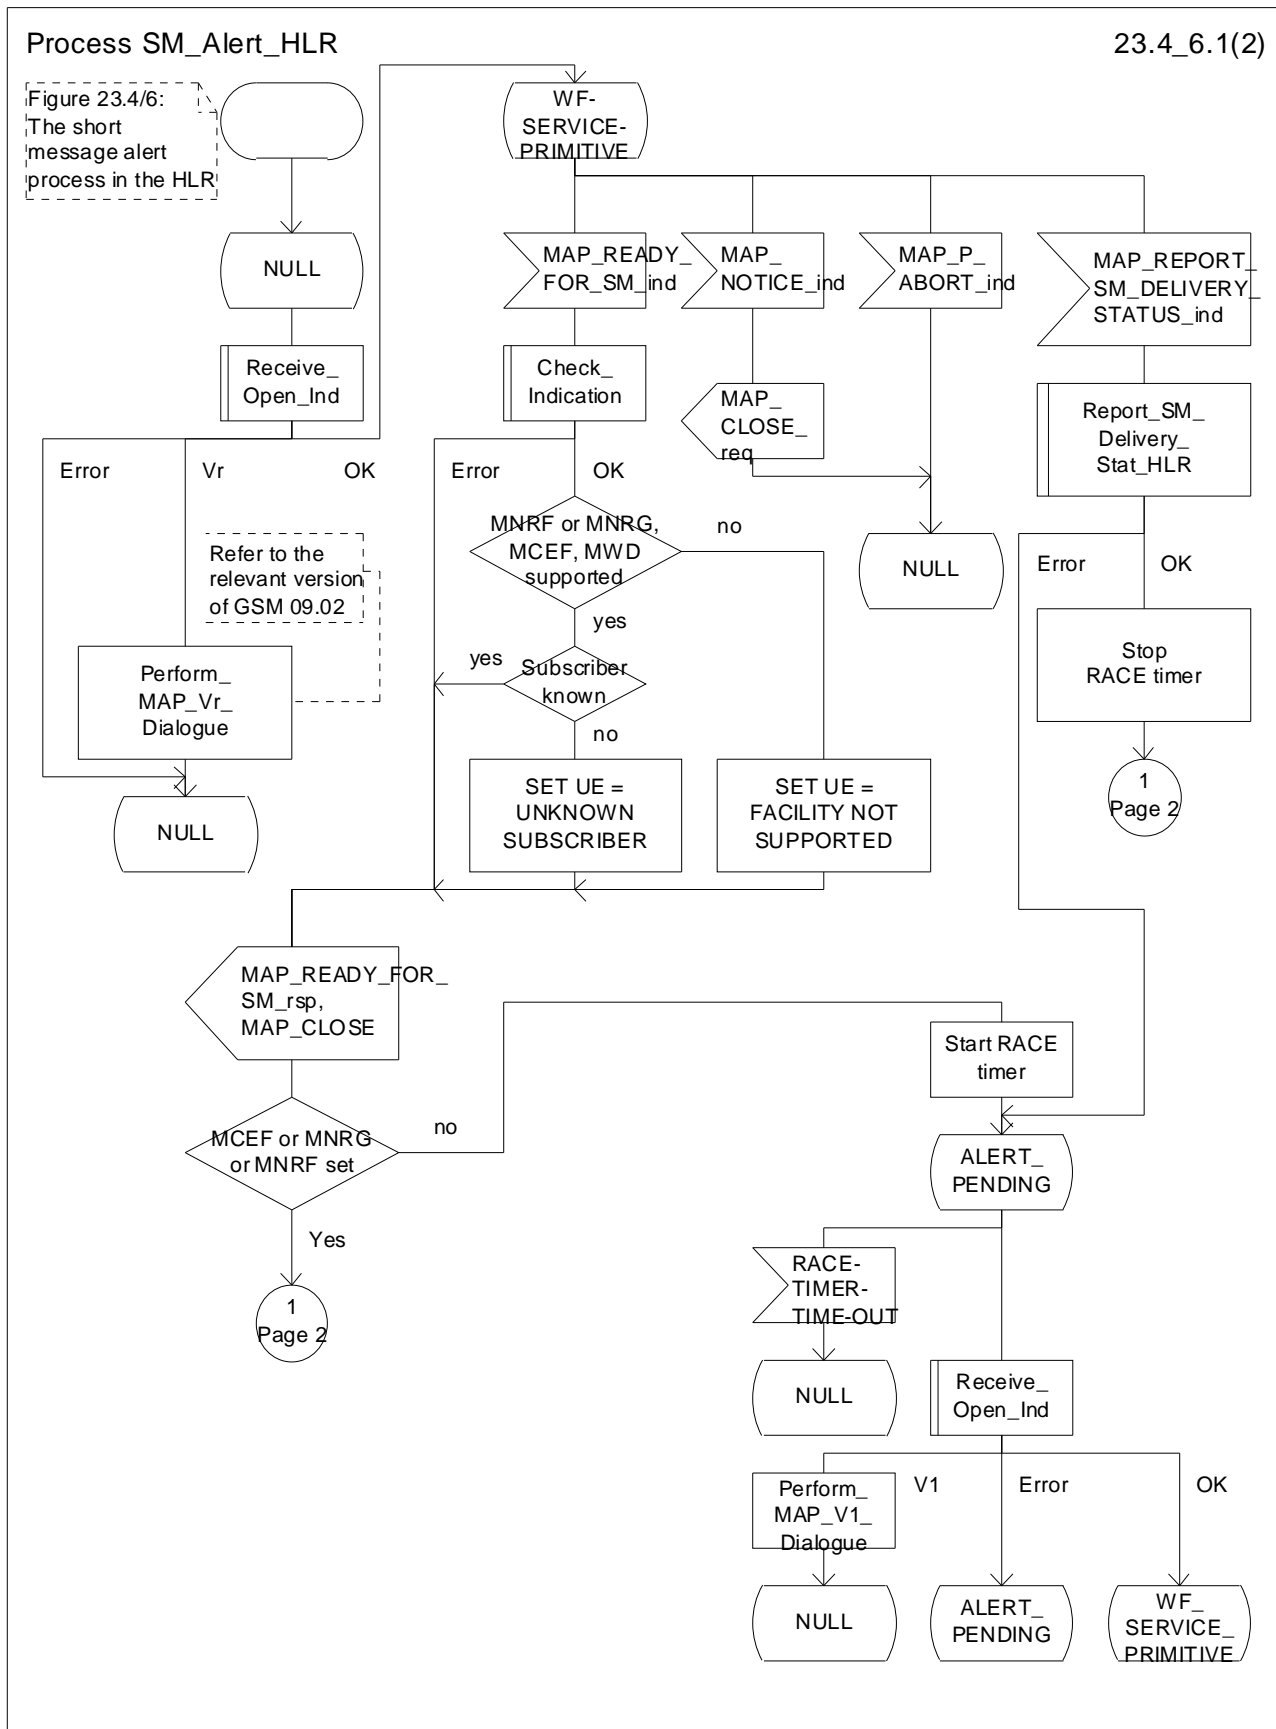 Process SM_Alert_HLR
23.4_6.1(2)
Figure 23.4/6:
The short
message alert
process in the HLR
WF-
SERVICE-
PRIMITIVE
NULL
MAP_READY_
FOR_SM_ind
MAP_
NOTICE_ind
MAP_P_
ABORT_ind
MAP_REPORT_
SM_DELIVERY_
STATUS_ind
Receive_
Open_Ind
Check_
Indication
MAP_
CLOSE_
req
Report_SM_
Delivery_
Stat_HLR
Error
Vr
OK
Error
OK
MNRF or MNRG,
MCEF, MWD
supported
no
NULL
Error
OK
Refer to the
relevant version
of GSM 09.02
yes
Perform_
MAP_Vr_
Dialogue
yes
Subscriber
known
no
Stop
RACE timer
NULL
SET UE =
UNKNOWN
SUBSCRIBER
SET UE =
FACILITY NOT
SUPPORTED
1
Page 2
MAP_READY_FOR_
SM_rsp,
MAP_CLOSE
Start RACE
timer
MCEF or MNRG
or MNRF set
no
ALERT_
PENDING
Yes
1
Page 2
RACE-
TIMER-
TIME-OUT
NULL
Receive_
Open_Ind
Perform_
MAP_V1_
Dialogue
V1
Error
OK
NULL
ALERT_
PENDING
WF_
SERVICE_
PRIMITIVE